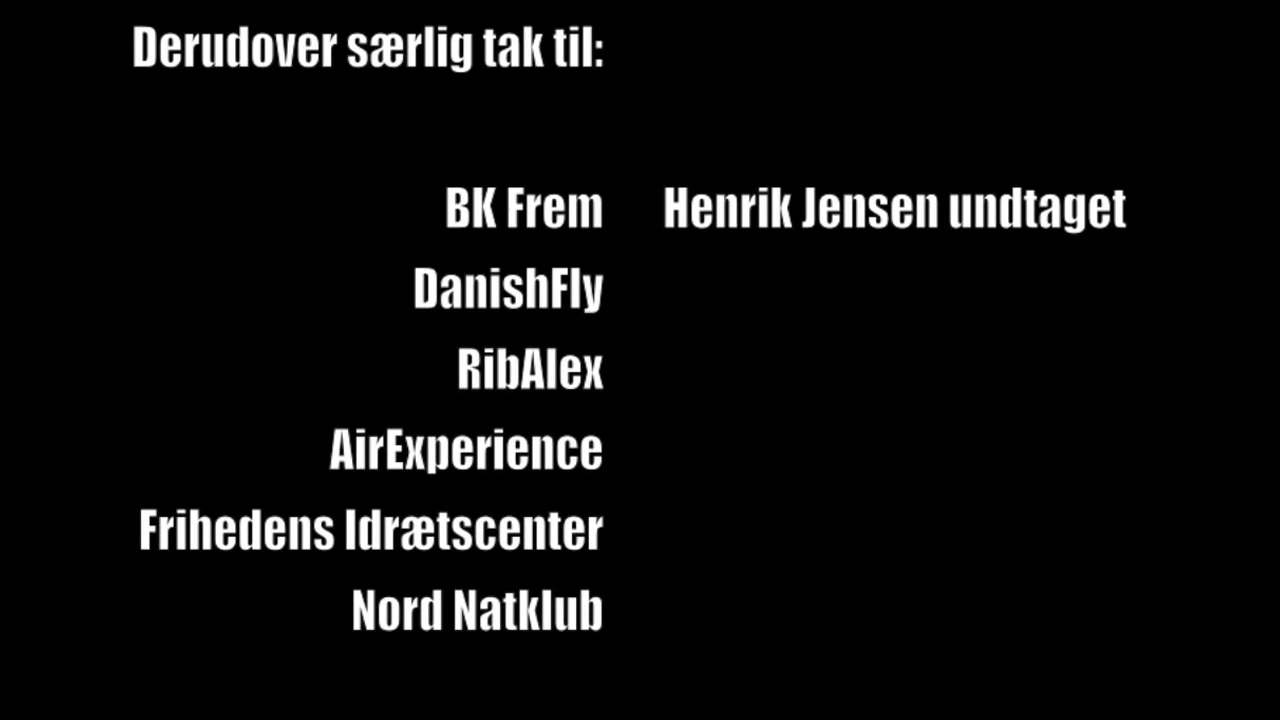 Derudover særlig tak til:
BK Frem Henrik Jensen undtaget
DanishFly
RibAlex
AirExperience
Frihedens Idrætscenter
Nord Natklub